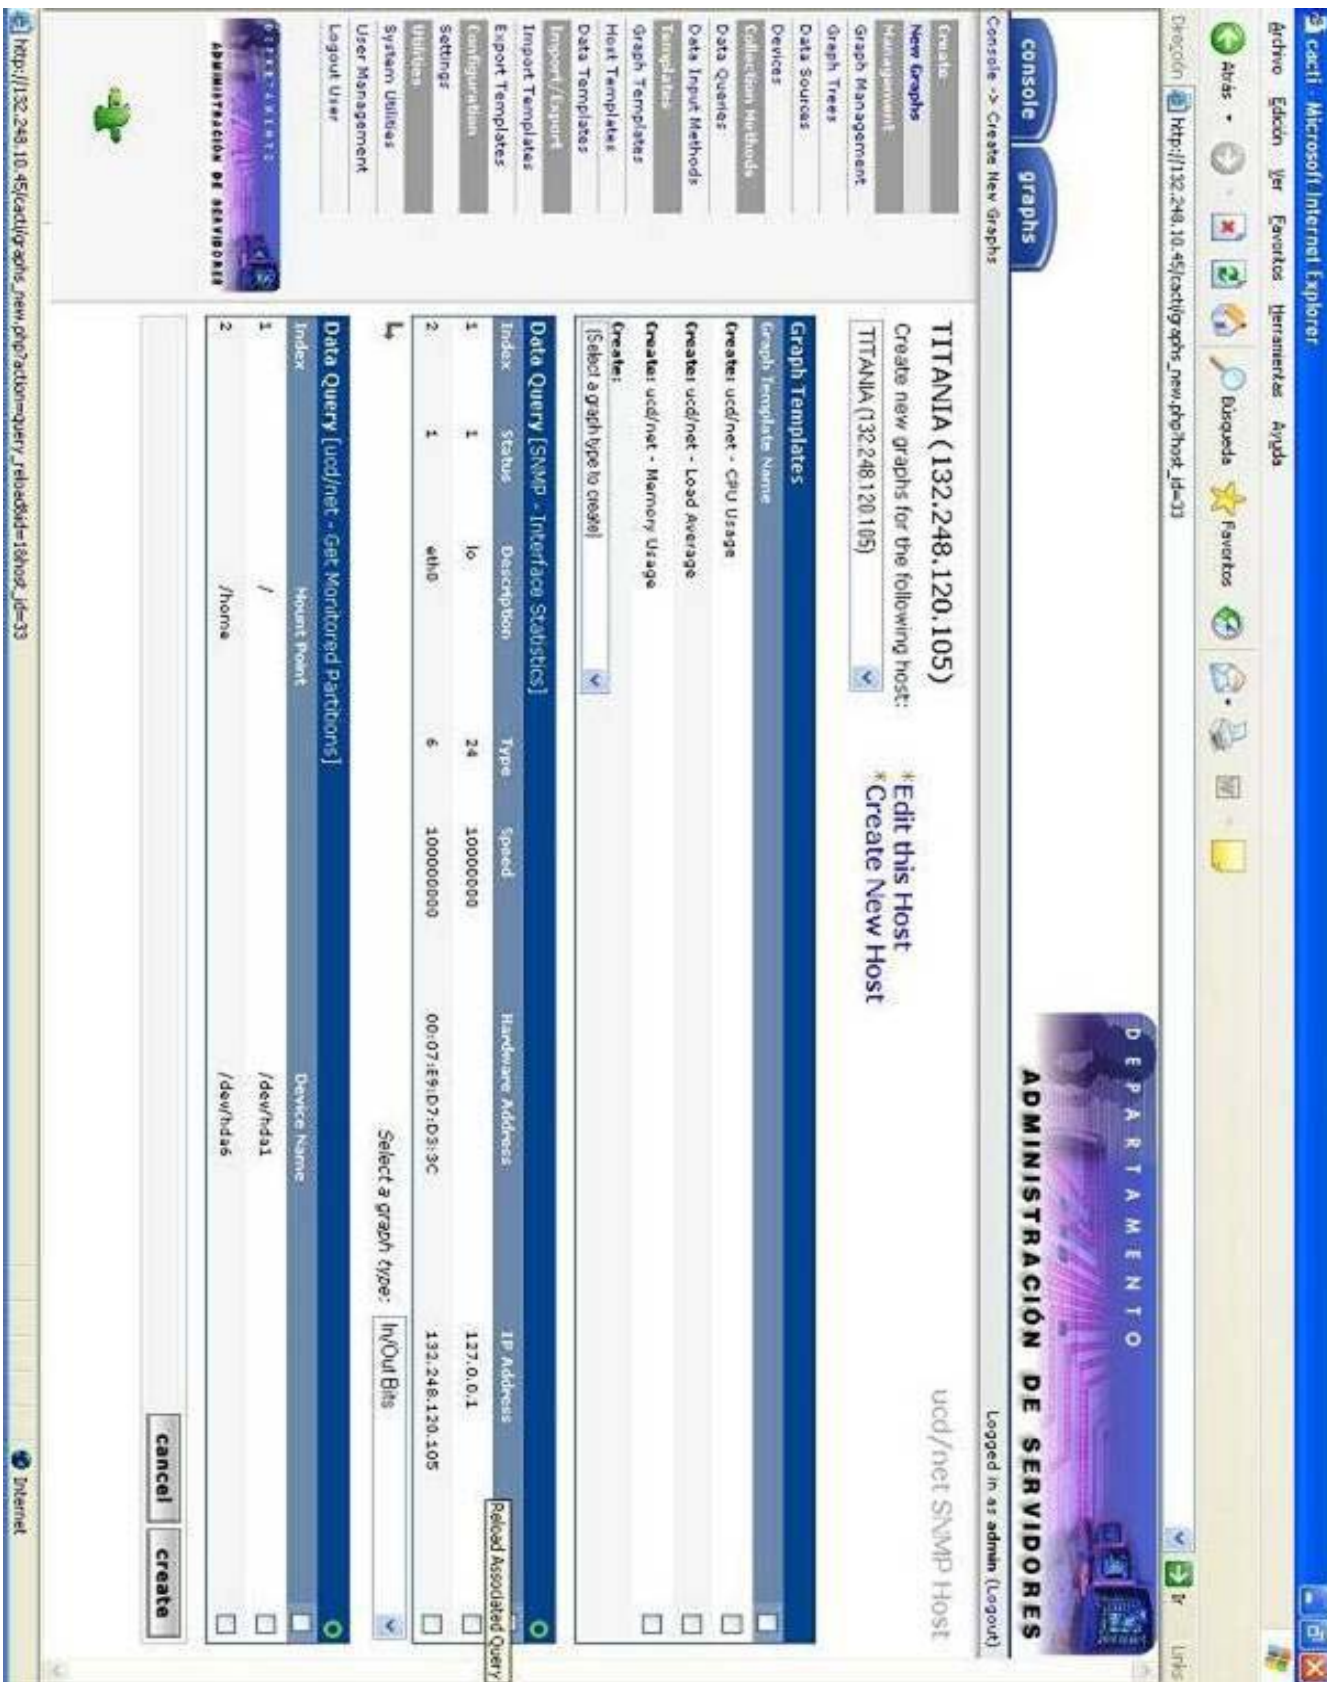 cacti - Microsoft Internet Explorer
Archivo Edición Ver Favoritos Herramientas Ayuda
Atrás Búsqueda Favoritos
Dirección http://132.248.10.45/cacti/graphs_new.php?host_id=33 Ir Links
console graphs
DEPARTAMENTO
ADMINISTRACIÓN DE SERVIDORES
Console -> Create New Graphs Logged in as admin (Logout)
Create
New Graphs
Management
Graph Management
Graph Trees
Data Sources
Devices
Collection Methods
Data Queries
Data Input Methods
Templates
Graph Templates
Host Templates
Data Templates
Import/Export
Import Templates
Export Templates
Configuration
Settings
Utilities
System Utilities
User Management
Logout User
DEPARTAMENTO
ADMINISTRACIÓN DE SERVIDORES
TITANIA (132.248.120.105) ucd/net SNMP Host
Create new graphs for the following host:
TITANIA (132.248.120.105)
*Edit this Host
*Create New Host
Graph Templates
Graph Template Name
Create: ucd/net - CPU Usage
Create: ucd/net - Load Average
Create: ucd/net - Memory Usage
Create:
(Select a graph type to create)
Data Query [SNMP - Interface Statistics]
Reload Associated Query
Index Status Description Type Speed Hardware Address IP Address
1 1 lo 24 10000000 127.0.0.1
2 1 eth0 6 100000000 00:07:E9:D7:D3:3C 132.248.120.105
Select a graph type: In/Out Bits
Data Query [ucd/net - Get Monitored Partitions]
Index Mount Point Device Name
1 / /dev/hda1
2 /home /dev/hda6
cancel create
http://132.248.10.45/cacti/graphs_new.php?action=query_reload&id=1&host_id=33 Internet